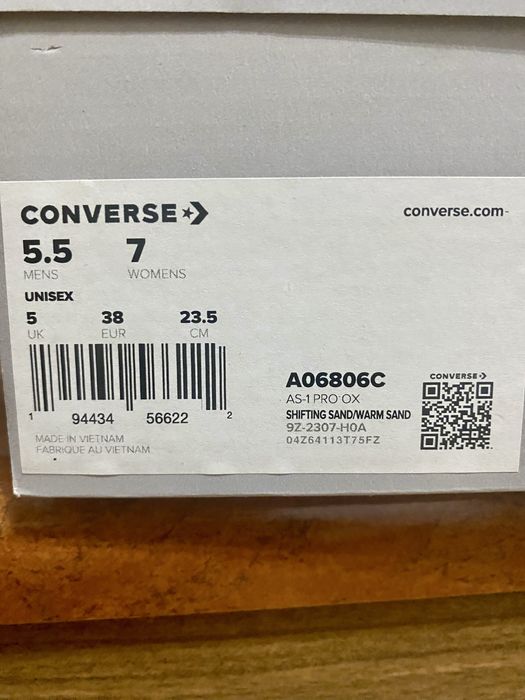 CONVERSE
converse.com
5.5 7
MENS WOMENS
UNISEX
5 38 23.5
UK EUR CM
1 94434 56622 2
MADE IN VIETNAM
FABRIQUE AU VIETNAM
A06806C
AS-1 PRO OX
SHIFTING SAND/WARM SAND
9Z-2307-H0A
04Z64113T75FZ
CONVERSE